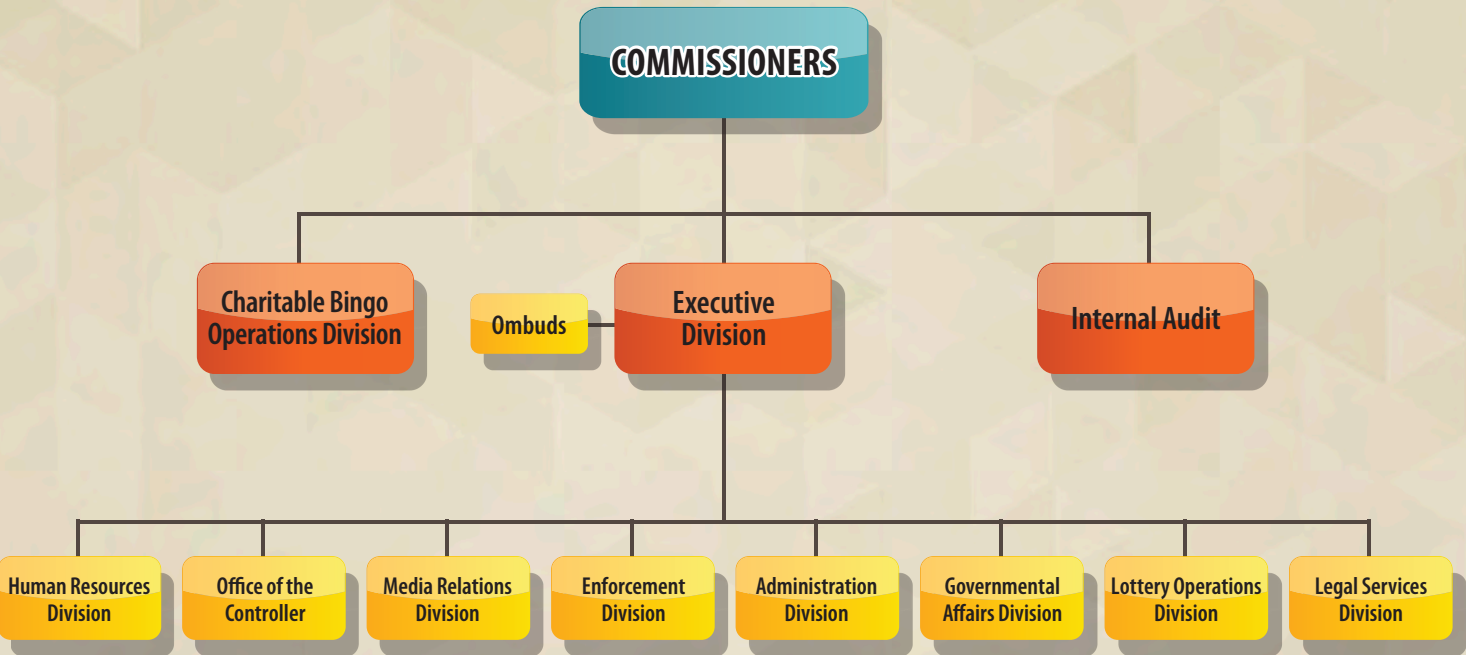 COMMISSIONERS
Charitable Bingo
Operations Division
Ombuds
Executive
Division
Internal Audit
Human Resources
Division
Office of the
Controller
Media Relations
Division
Enforcement
Division
Administration
Division
Governmental
Affairs Division
Lottery Operations
Division
Legal Services
Division